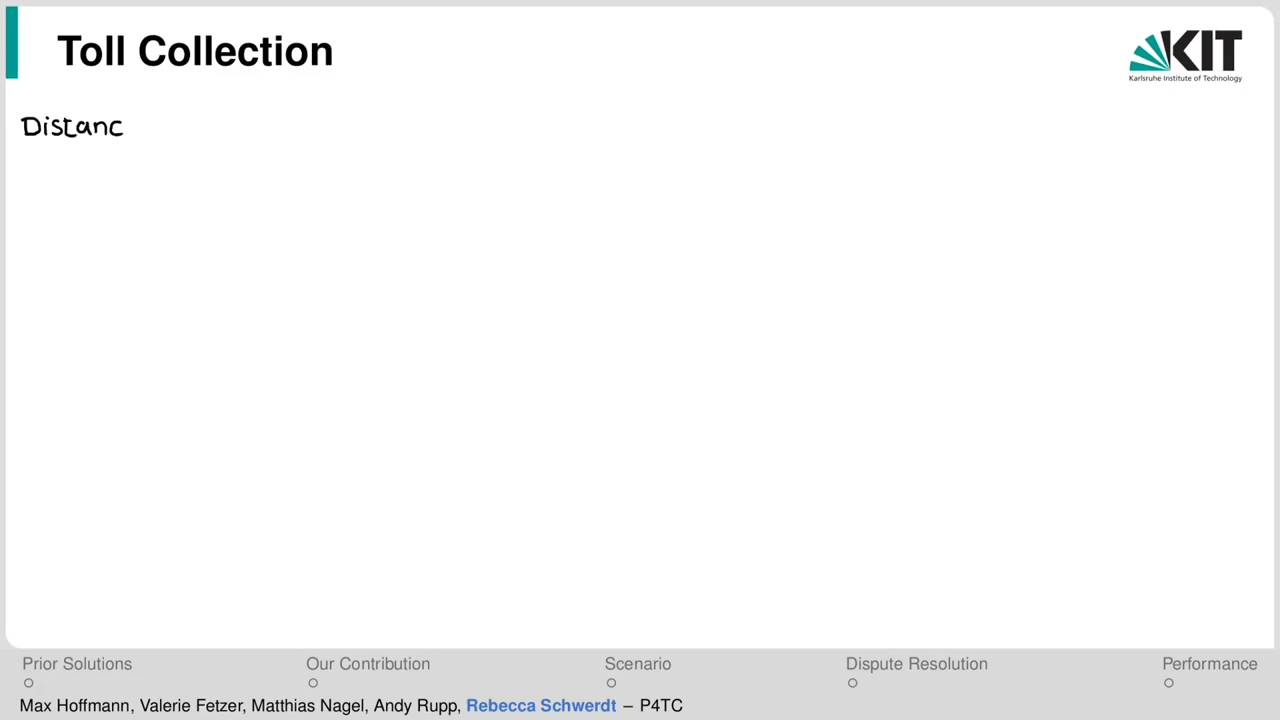 Toll Collection
KIT
Karlsruhe Institute of Technology
Distanc
Prior Solutions
Our Contribution
Scenario
Dispute Resolution
Performance
Max Hoffmann, Valerie Fetzer, Matthias Nagel, Andy Rupp, Rebecca Schwerdt – P4TC